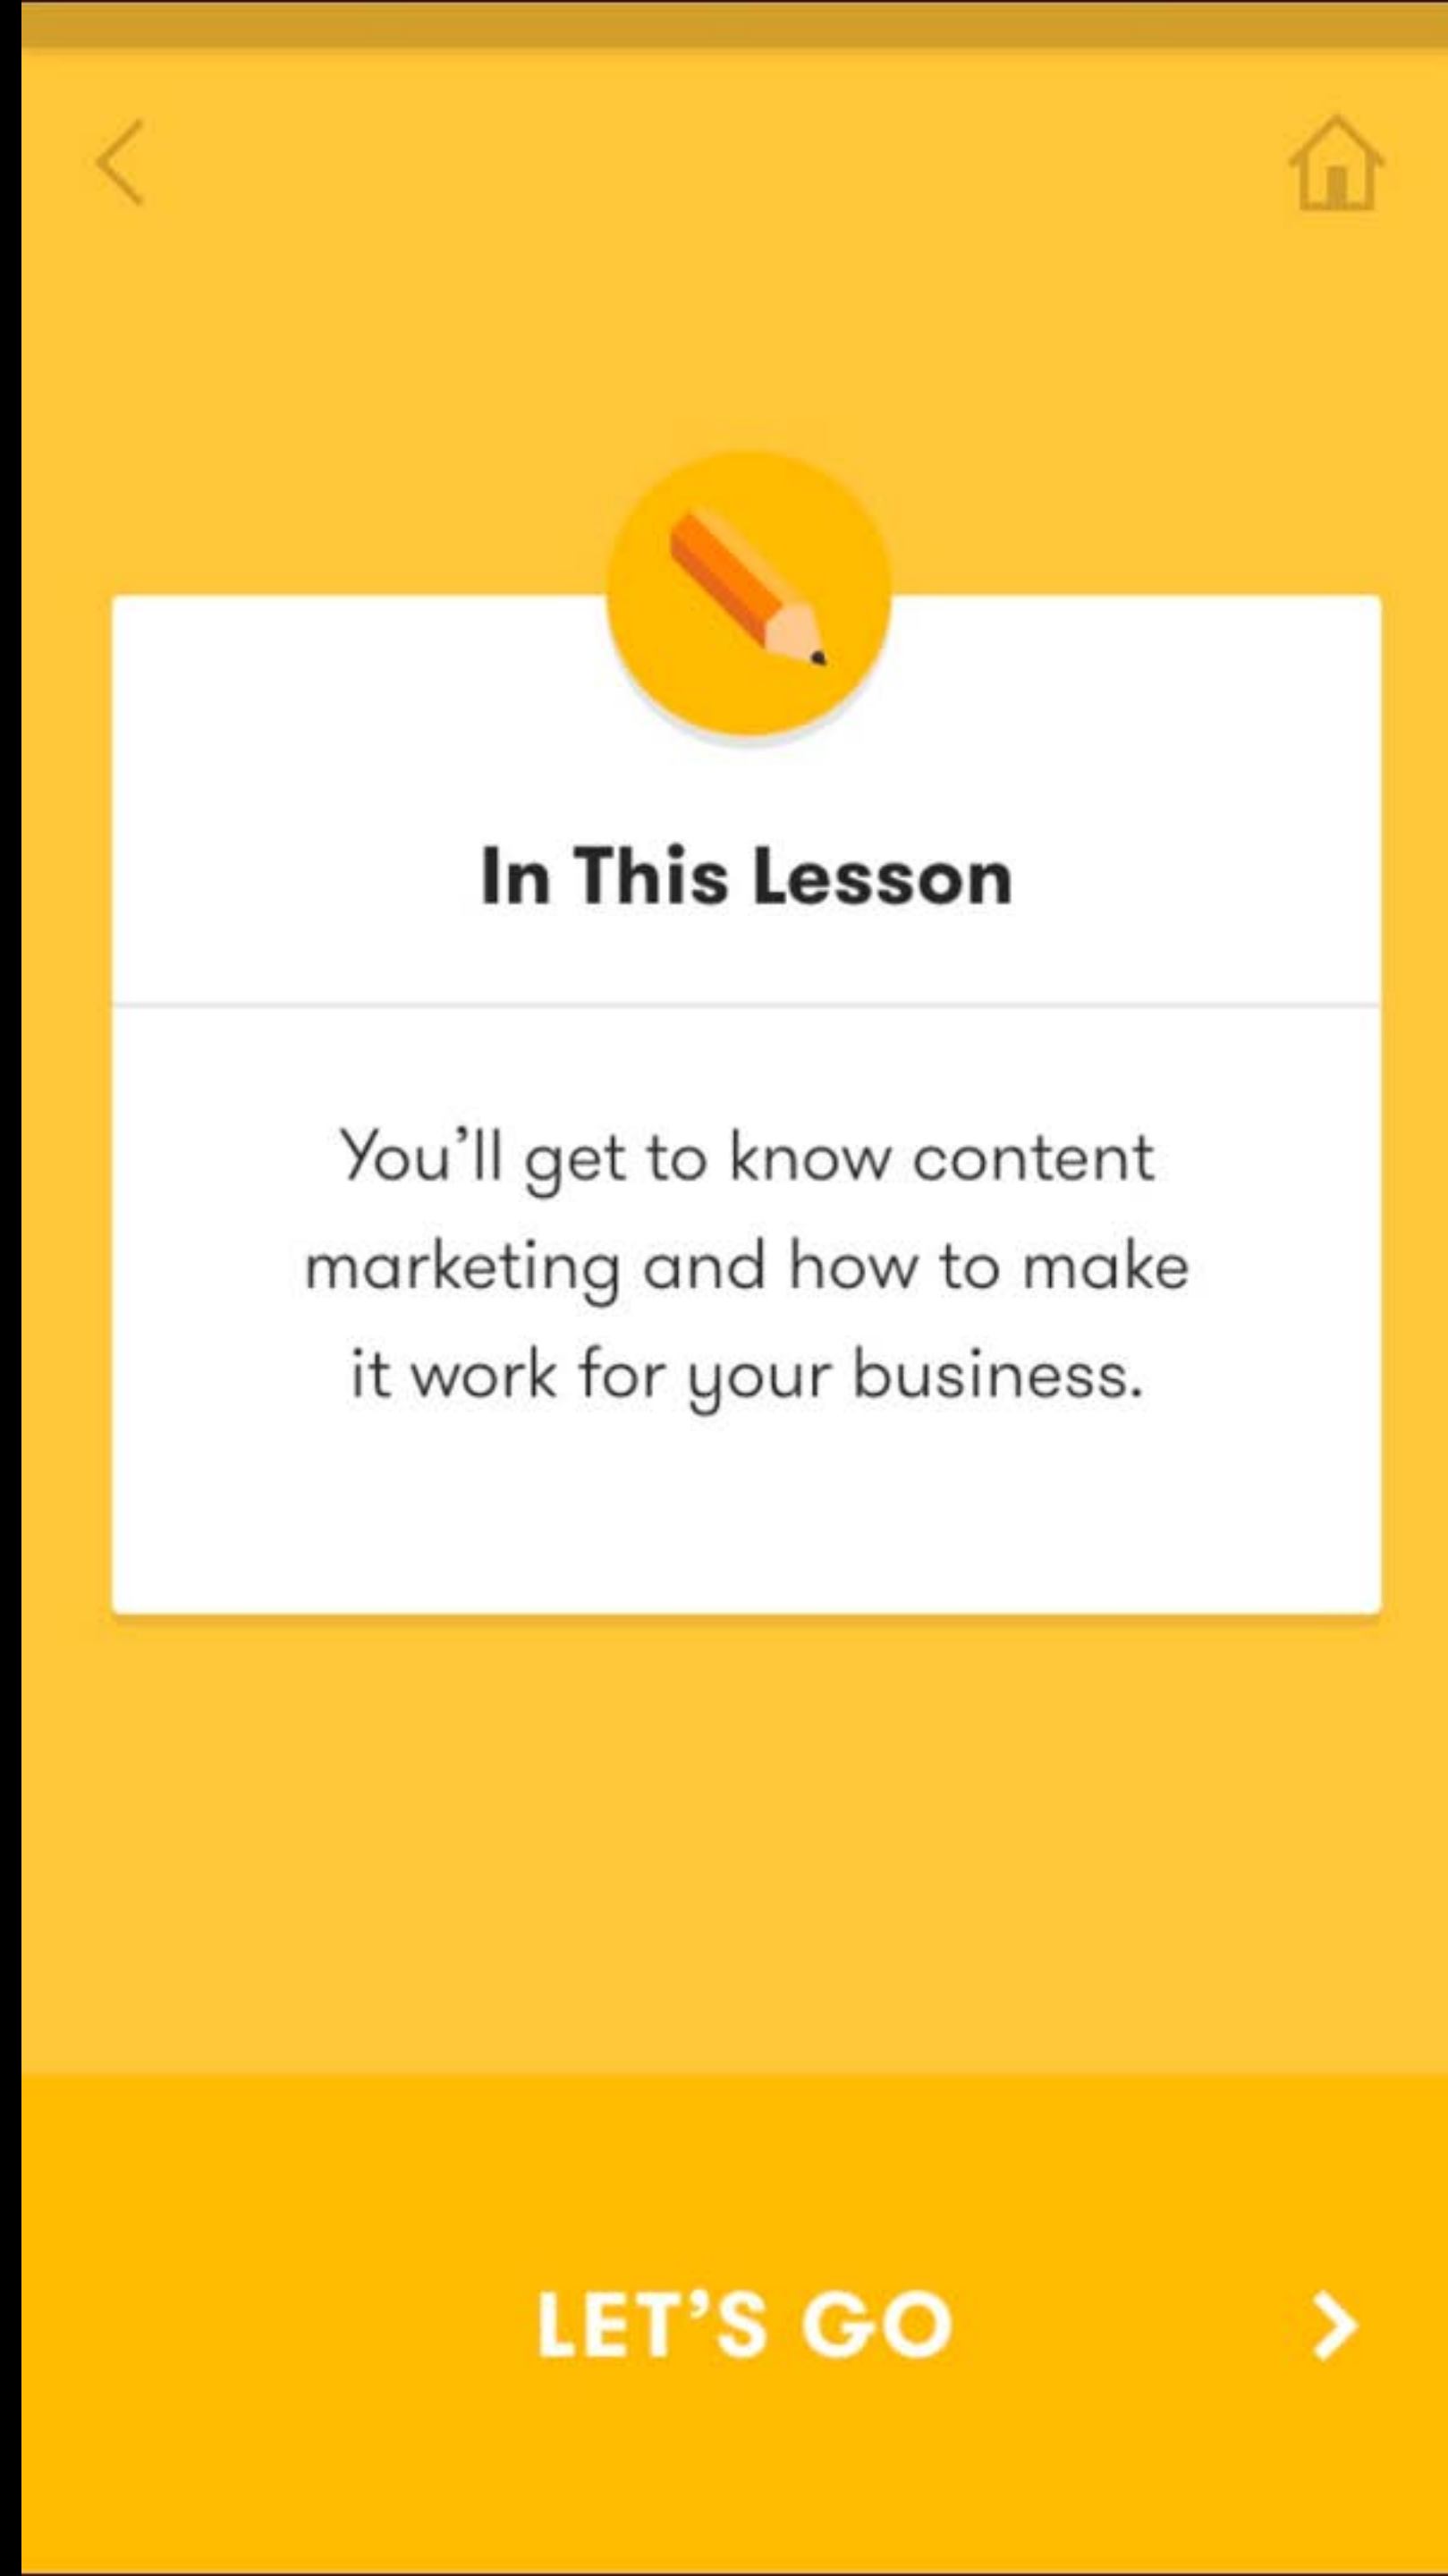 In This Lesson
You’ll get to know content
marketing and how to make
it work for your business.
LET’S GO